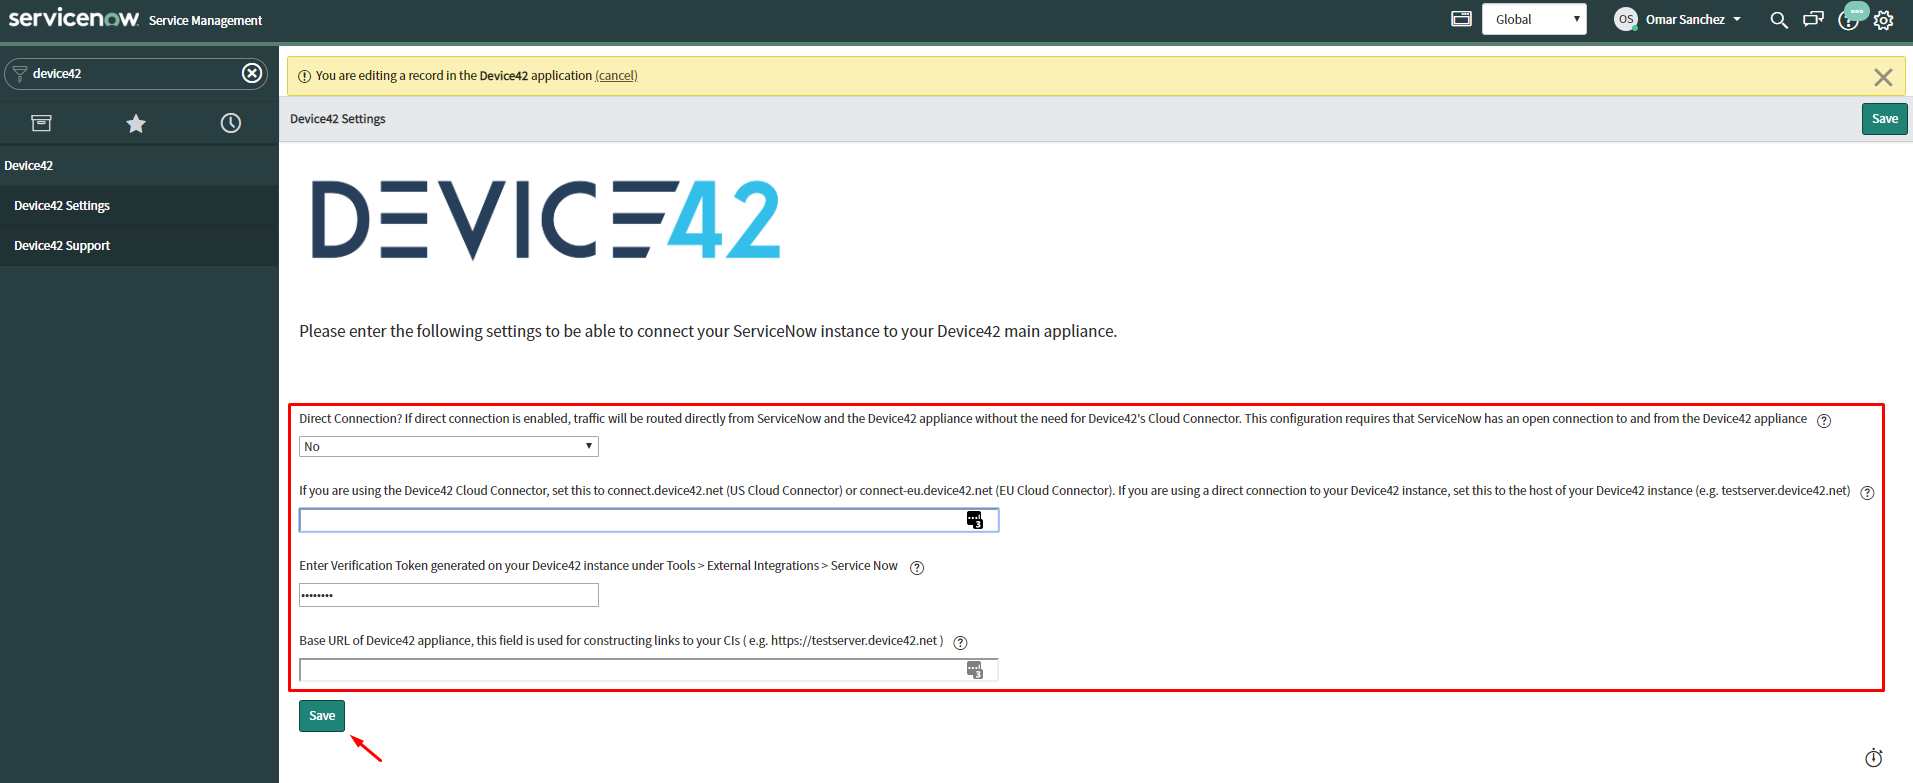 servicenow Service Management
Global
OS Omar Sanchez
device42
You are editing a record in the Device42 application (cancel)
Device42 Settings
Save
Device42
Device42 Settings
Device42 Support
DEVICE42
Please enter the following settings to be able to connect your ServiceNow instance to your Device42 main appliance.
Direct Connection? If direct connection is enabled, traffic will be routed directly from ServiceNow and the Device42 appliance without the need for Device42's Cloud Connector. This configuration requires that ServiceNow has an open connection to and from the Device42 appliance
No
If you are using the Device42 Cloud Connector, set this to connect.device42.net (US Cloud Connector) or connect-eu.device42.net (EU Cloud Connector). If you are using a direct connection to your Device42 instance, set this to the host of your Device42 instance (e.g. testserver.device42.net)
3
Enter Verification Token generated on your Device42 instance under Tools > External Integrations > Service Now
••••••••
Base URL of Device42 appliance, this field is used for constructing links to your CIs ( e.g. https://testserver.device42.net )
3
Save